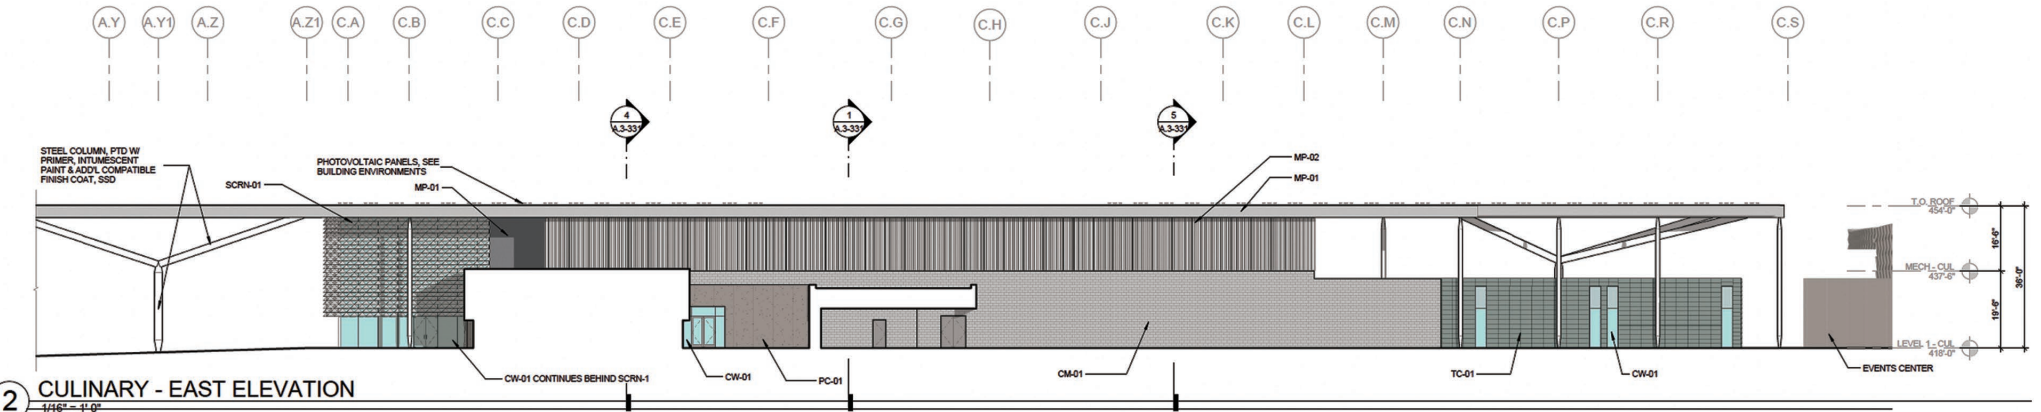 A.Y A.Y1 A.Z A.Z1 C.A C.B C.C C.D C.E C.F C.G C.H C.J C.K C.L C.M C.N C.P C.R C.S
4
A.3-331
1
A.3-331
5
A.3-331
STEEL COLUMN, PTD W/
PRIMER, INTUMESCENT
PAINT & ADD'L COMPATIBLE
FINISH COAT, SSD
SCRN-01
PHOTOVOLTAIC PANELS, SEE
BUILDING ENVIRONMENTS
MP-01
MP-02
MP-01
T.O. ROOF
454'-0"
16'-6"
MECH - CUL
437'-6"
36'-0"
19'-6"
LEVEL 1 - CUL
418'-0"
CW-01 CONTINUES BEHIND SCRN-1
CW-01
PC-01
CM-01
TC-01
CW-01
EVENTS CENTER
2
CULINARY - EAST ELEVATION
1/16" = 1'-0"